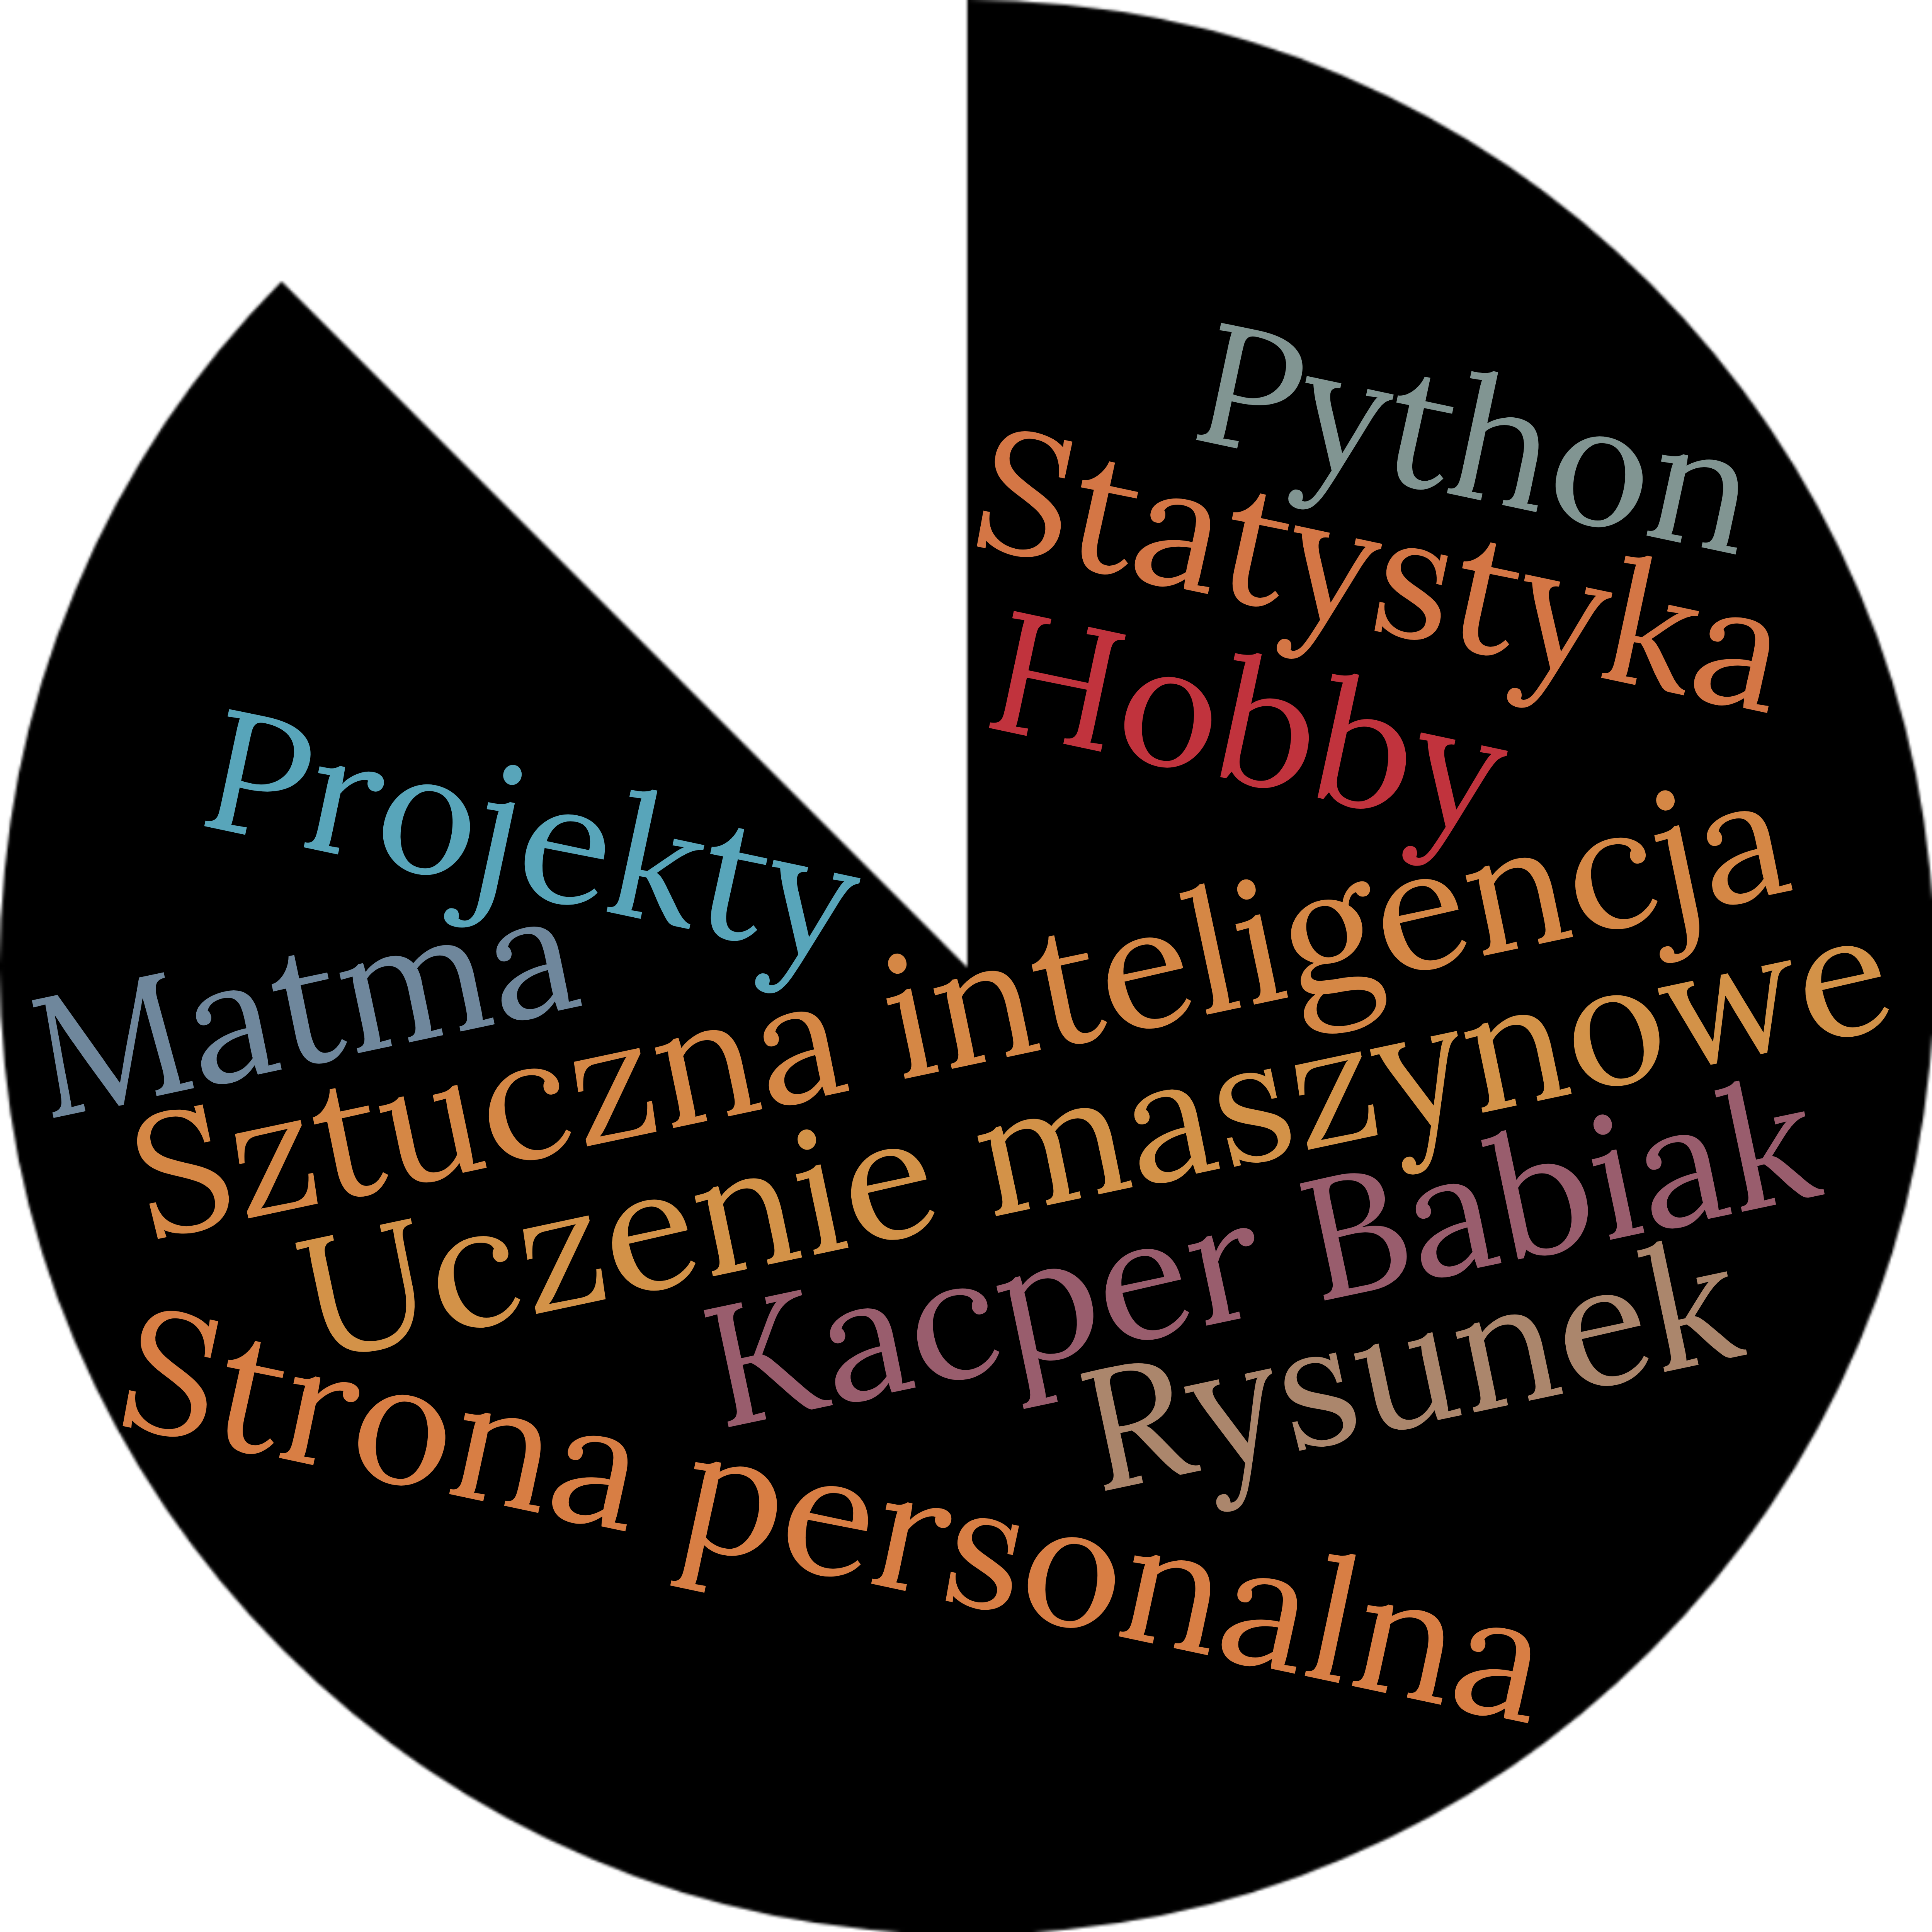 Python
Statystyka
Hobby
Projekty
Matma
Sztuczna inteligencja
Uczenie maszynowe
Kacper Babiak
Rysunek
Strona personalna